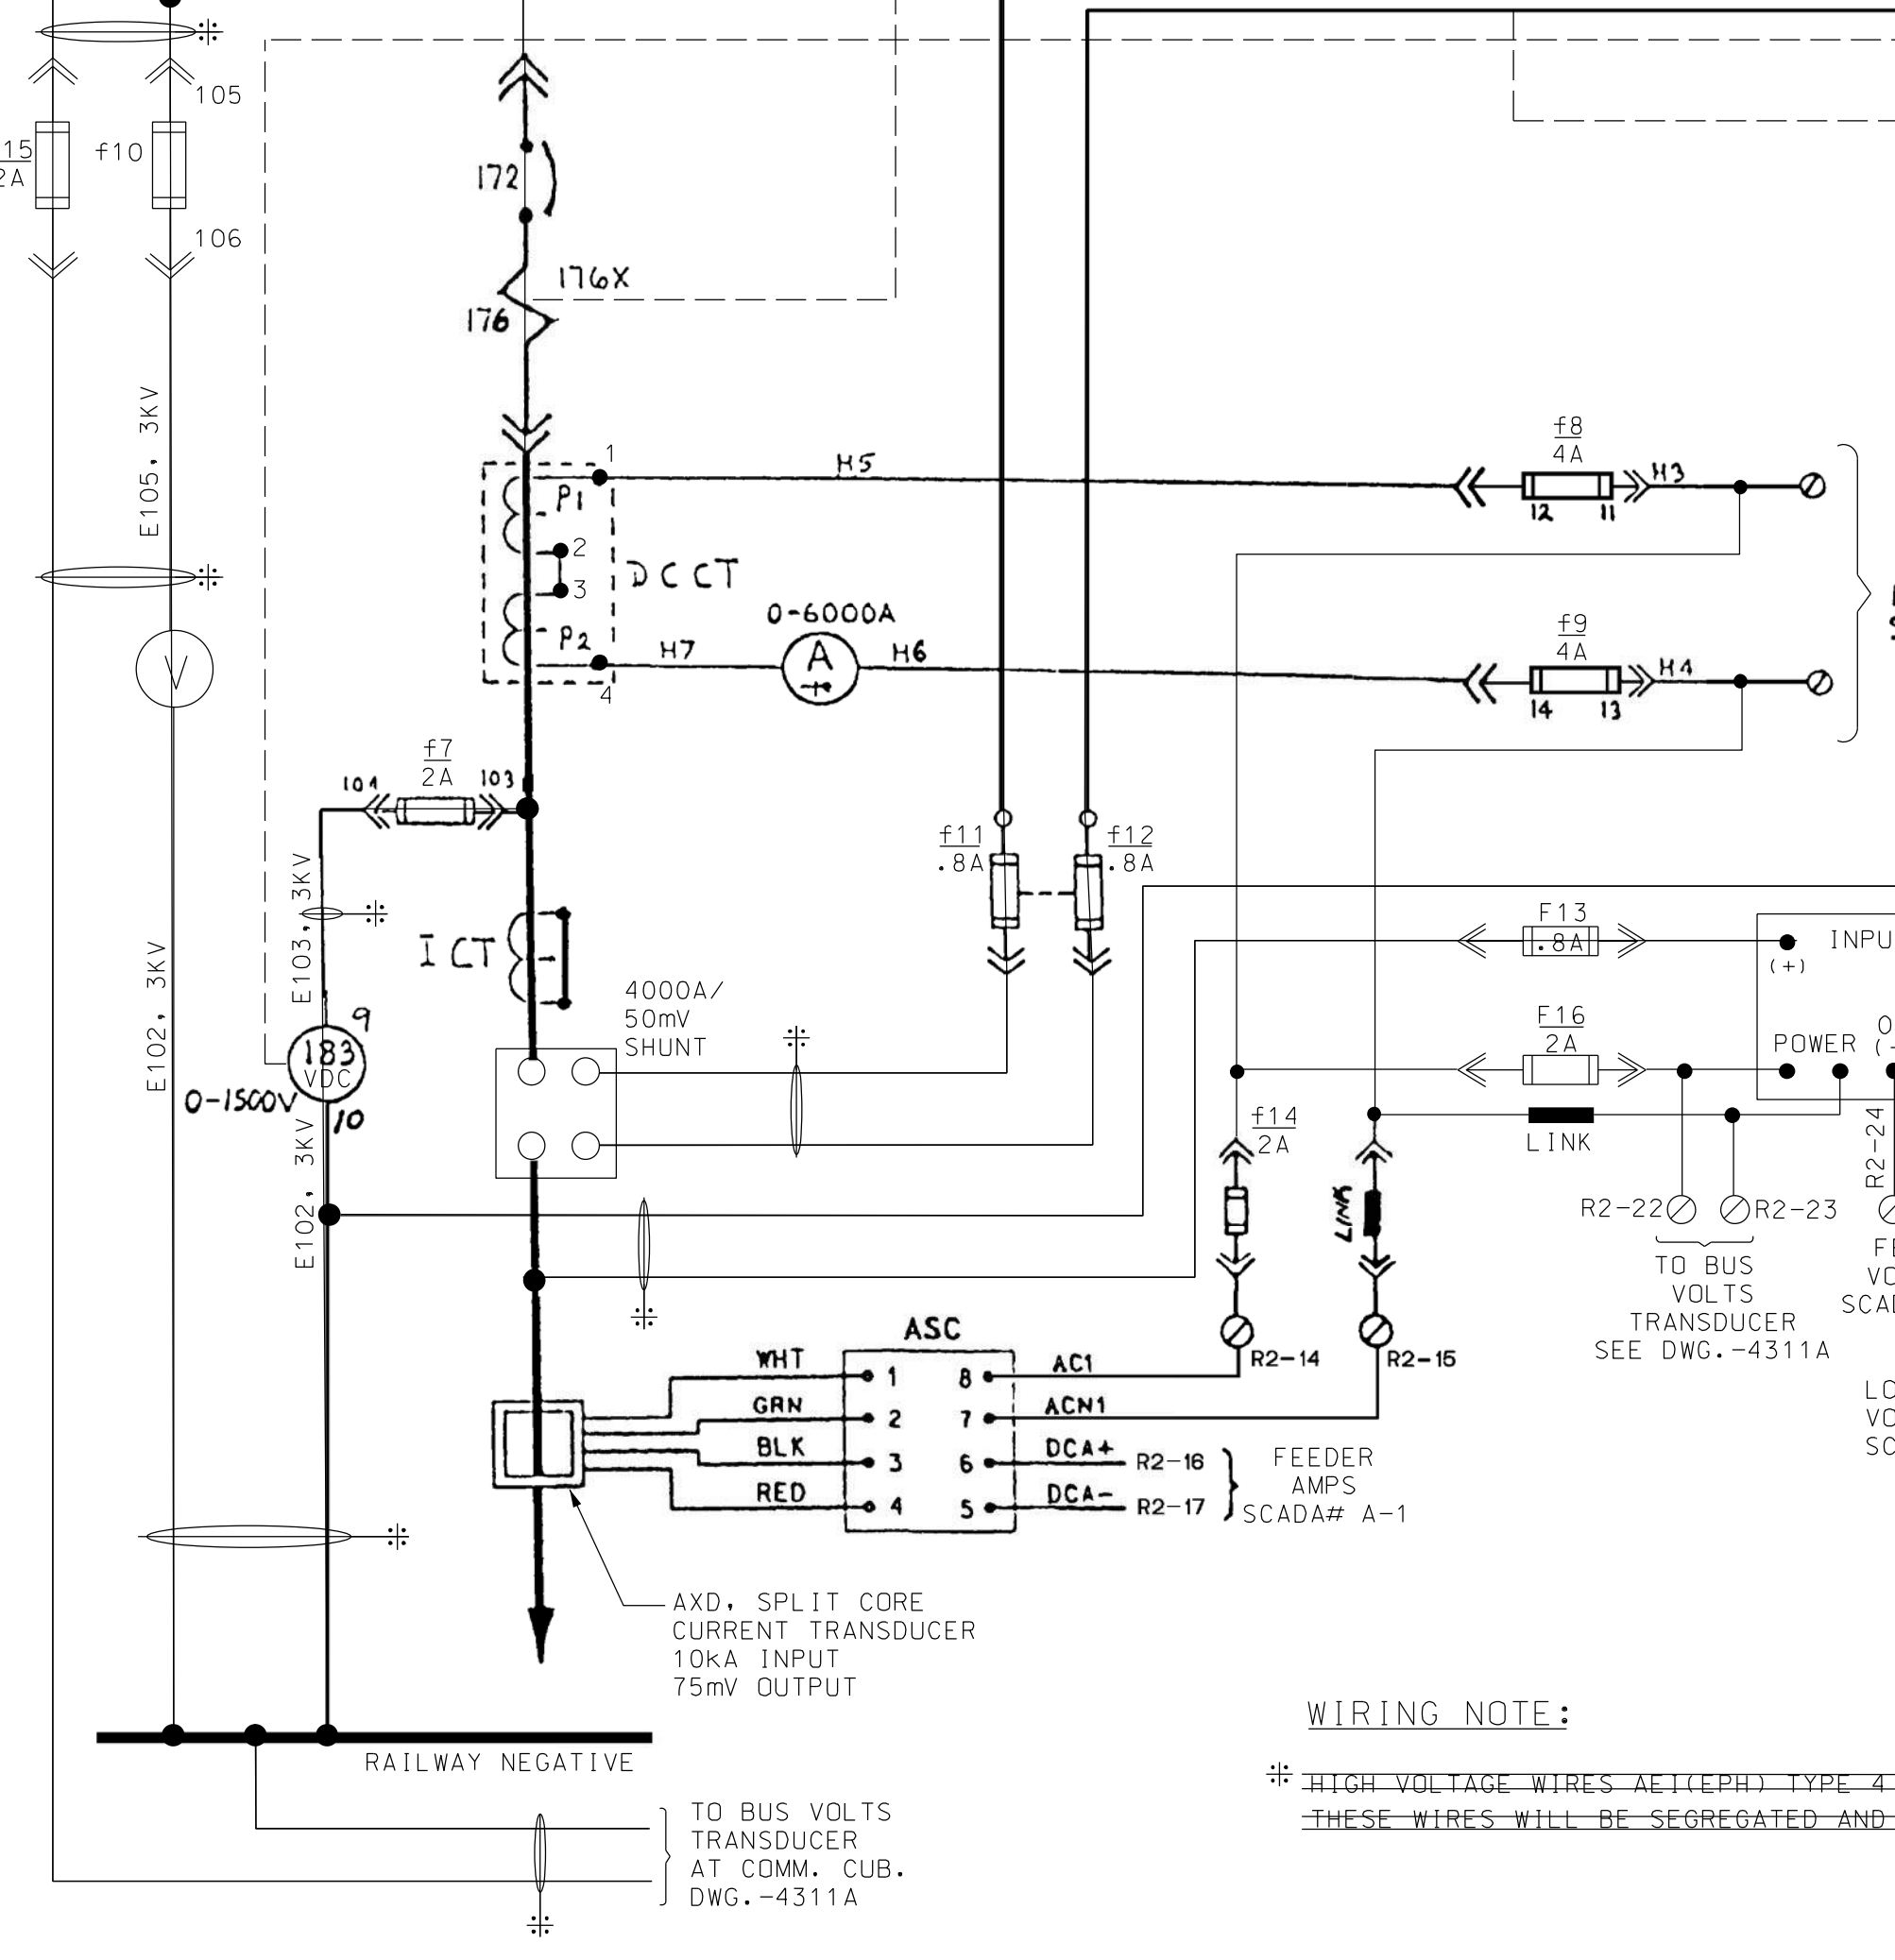 105
15
2A
f10
106
172
176X
176
E105, 3KV
f8
4A
H5
H3
12
11
1
P1
2
3
DCCT
P2
4
0-6000A
A
H7
H6
f9
4A
H4
14
13
V
f7
2A
104
103
f11
.8A
f12
.8A
E103, 3KV
E102, 3KV
ICT
F13
.8A
(+)
INPU
4000A/
50mV
SHUNT
9
183
VDC
0-1500V
10
F16
2A
POWER
f14
2A
LINK
R2-24
E102, 3KV
LINK
R2-22
R2-23
TO BUS
VOLTS
TRANSDUCER
SEE DWG.-4311A
FE
VO
SCAD
ASC
R2-14
R2-15
WHT
1
8
AC1
GRN
2
7
ACN1
BLK
3
6
DCA+
R2-16
RED
4
5
DCA-
R2-17
FEEDER
AMPS
SCADA# A-1
LO
VO
SC
AXD, SPLIT CORE
CURRENT TRANSDUCER
10kA INPUT
75mV OUTPUT
WIRING NOTE:
RAILWAY NEGATIVE
HIGH VOLTAGE WIRES AEI(EPH) TYPE 4
THESE WIRES WILL BE SEGREGATED AND
TO BUS VOLTS
TRANSDUCER
AT COMM. CUB.
DWG.-4311A